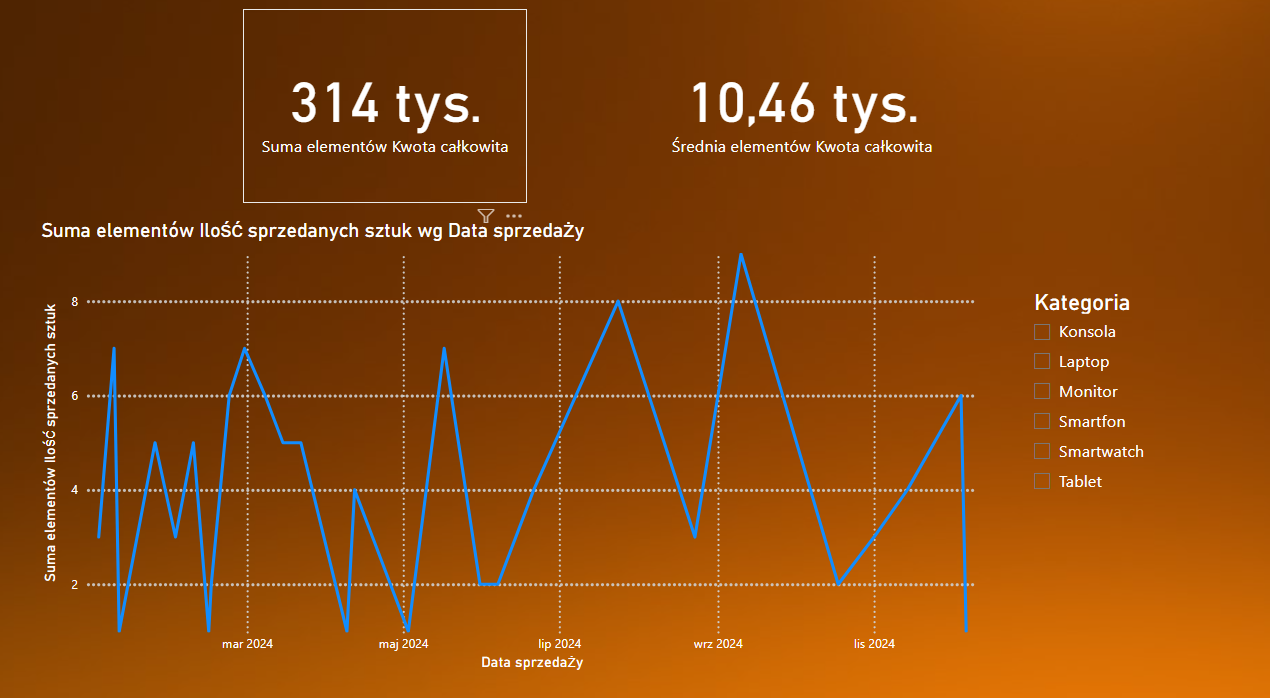 314 tys.
Suma elementów Kwota całkowita
10,46 tys.
Średnia elementów Kwota całkowita
Suma elementów Ilość sprzedanych sztuk wg Data sprzedaży
Suma elementów Ilość sprzedanych sztuk
8
6
4
2
mar 2024
maj 2024
lip 2024
wrz 2024
lis 2024
Data sprzedaży
Kategoria
Konsola
Laptop
Monitor
Smartfon
Smartwatch
Tablet